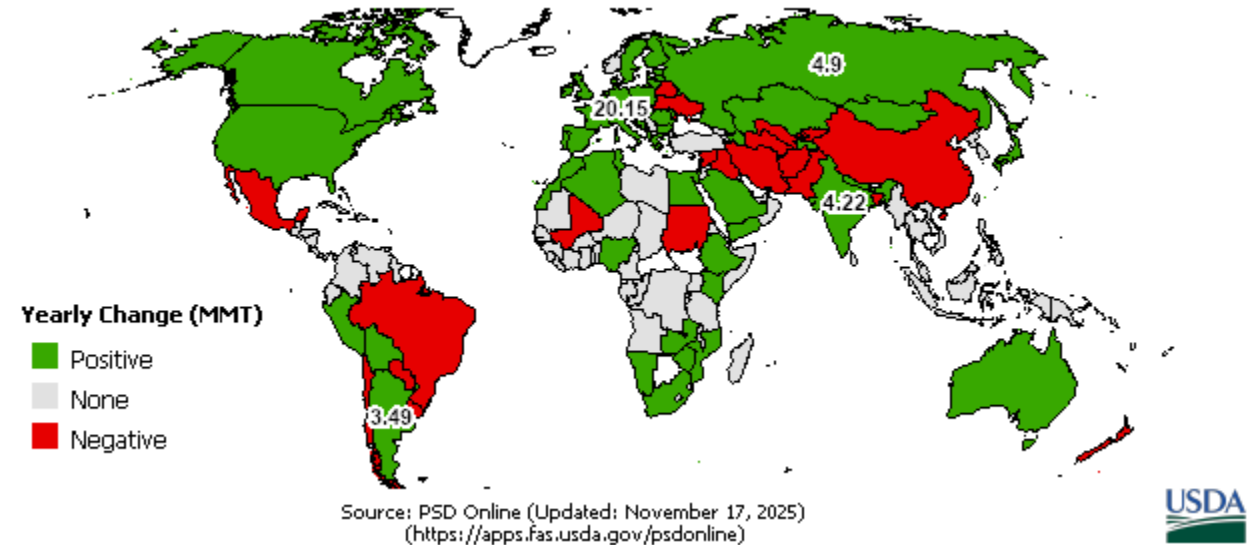 4.9
20.15
4.22
Yearly Change (MMT)
Positive
None
Negative
3.49
Source: PSD Online (Updated: November 17, 2025)
(https://apps.fas.usda.gov/psdonline)
USDA